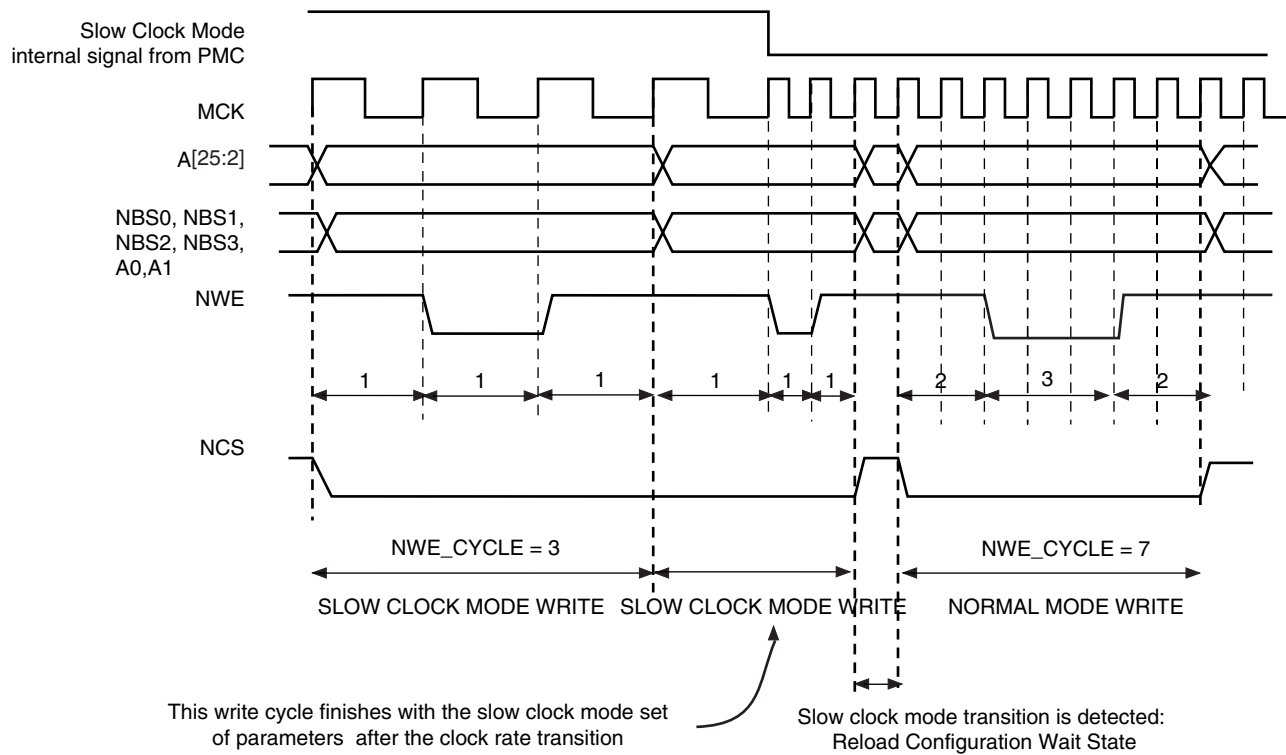 Slow Clock Mode
internal signal from PMC
MCK
A[25:2]
NBS0, NBS1,
NBS2, NBS3,
A0,A1
NWE
1 1 1 1 1 1 2 3 2
NCS
NWE_CYCLE = 3 NWE_CYCLE = 7
SLOW CLOCK MODE WRITE SLOW CLOCK MODE WRITE NORMAL MODE WRITE
This write cycle finishes with the slow clock mode set
of parameters after the clock rate transition
Slow clock mode transition is detected:
Reload Configuration Wait State